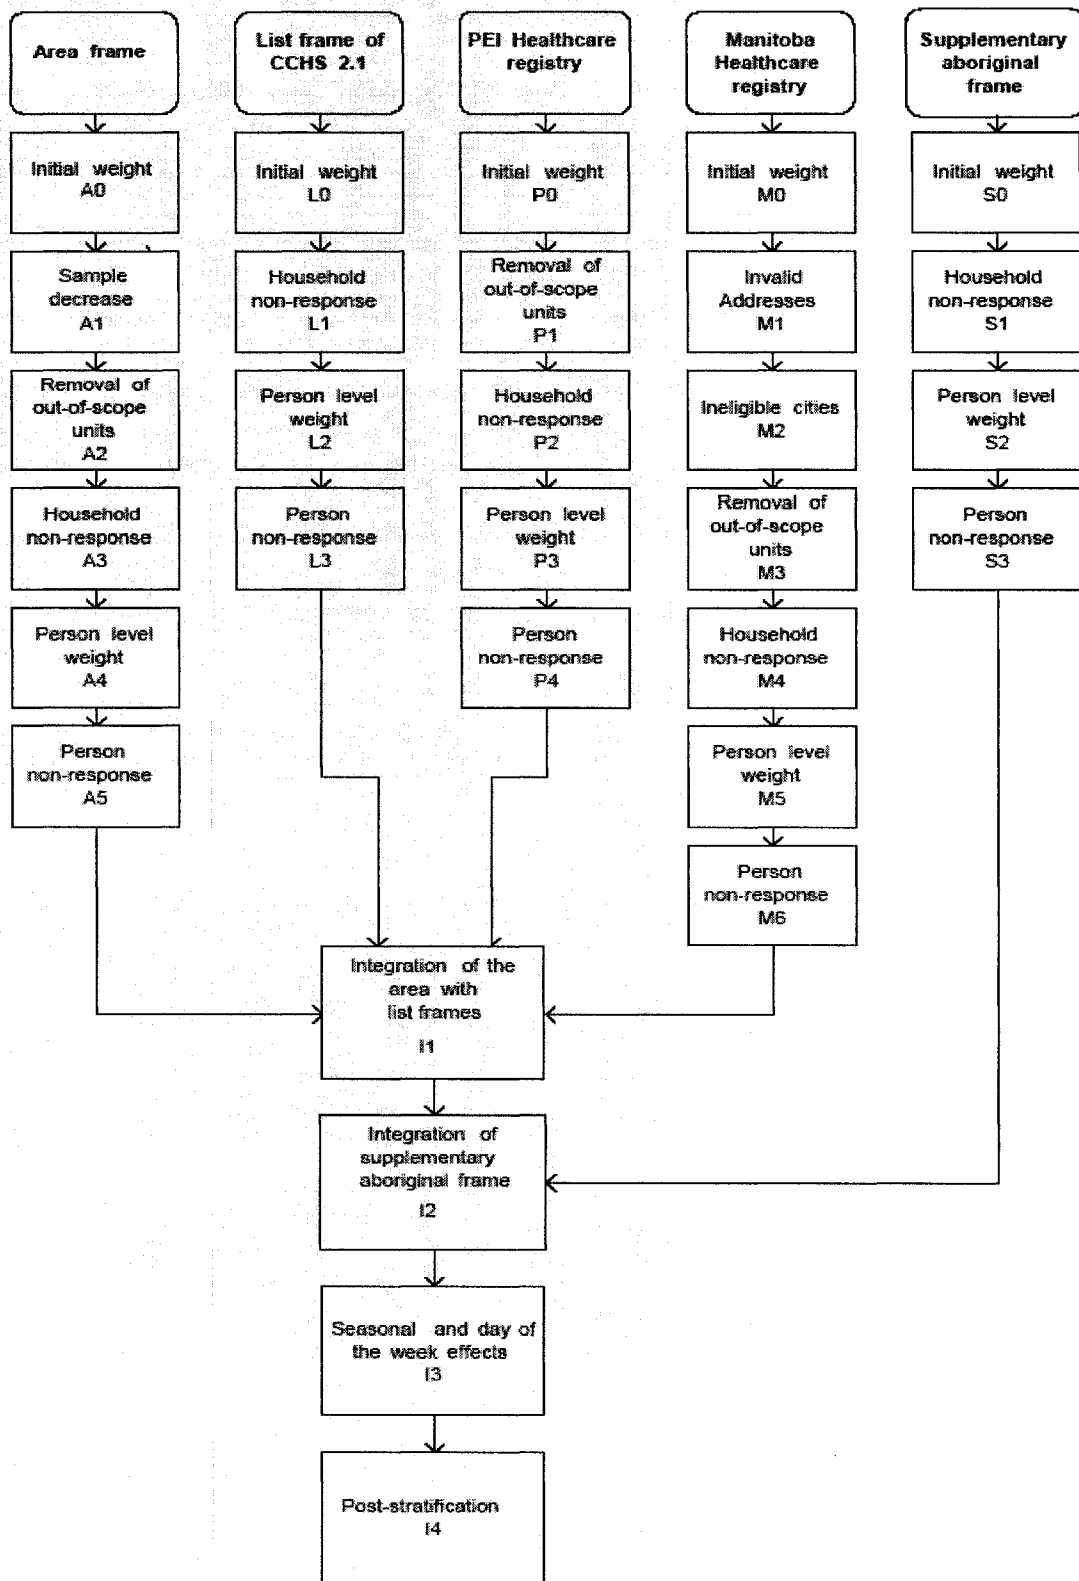 Area frame
Initial weight
A0
Sample
decrease
A1
Removal of
out-of-scope
units
A2
Household
non-response
A3
Person level
weight
A4
Person
non-response
A5
List frame of
CCHS 2.1
Initial weight
L0
Household
non-response
L1
Person level
weight
L2
Person
non-response
L3
PEI Healthcare
registry
Initial weight
P0
Removal of
out-of-scope
units
P1
Household
non-response
P2
Person level
weight
P3
Person
non-response
P4
Manitoba
Healthcare
registry
Initial weight
M0
Invalid
Addresses
M1
Ineligible cities
M2
Removal of
out-of-scope
units
M3
Household
non-response
M4
Person level
weight
M5
Person
non-response
M6
Supplementary
aboriginal
frame
Initial weight
S0
Household
non-response
S1
Person level
weight
S2
Person
non-response
S3
Integration of the
area with
list frames
I1
Integration of
supplementary
aboriginal frame
I2
Seasonal and day of
the week effects
I3
Post-stratification
I4